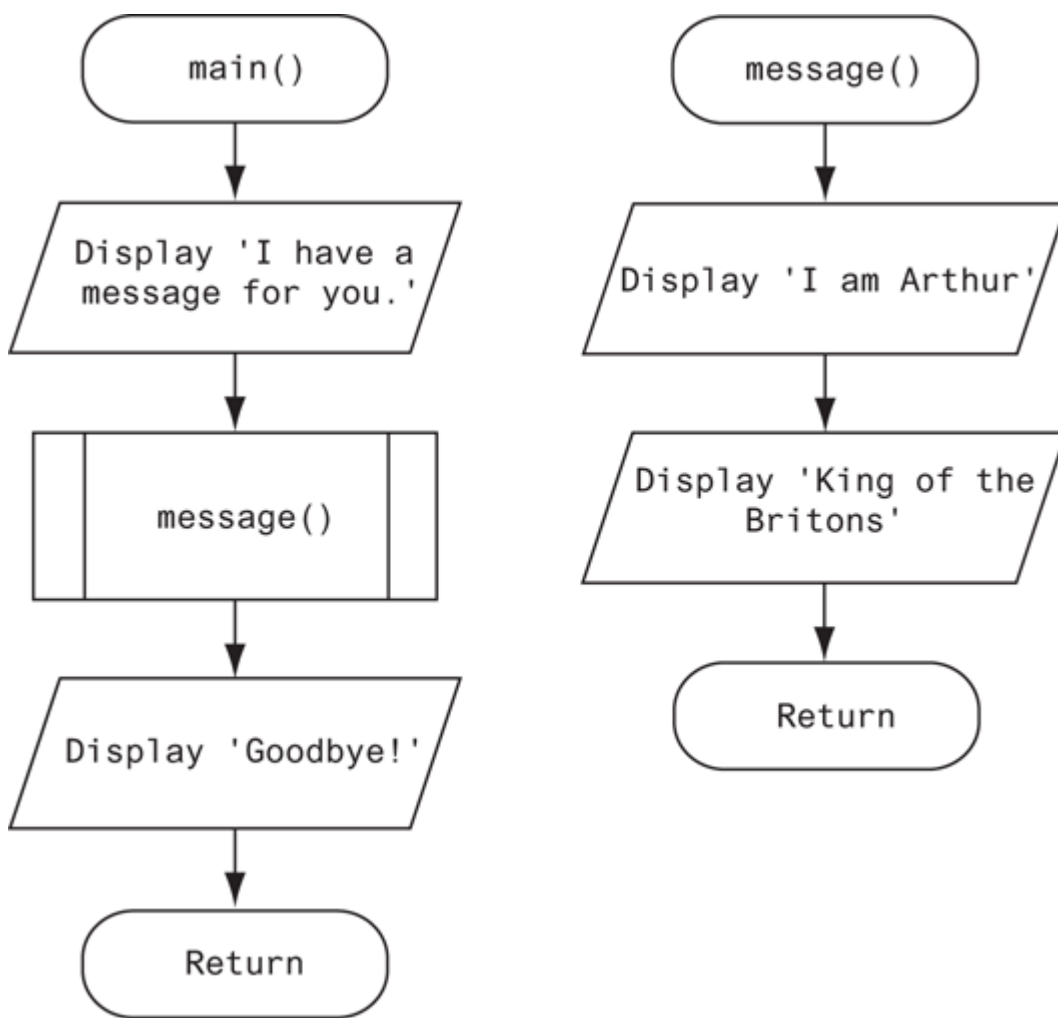 main()
Display 'I have a
message for you.'
message()
Display 'Goodbye!'
Return
message()
Display 'I am Arthur'
Display 'King of the
Britons'
Return